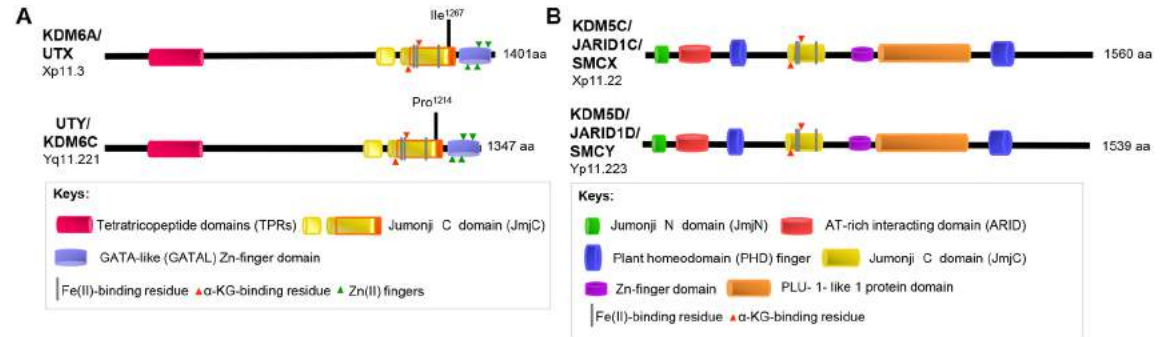 A
KDM6A/
UTX
Xp11.3
Ile1267
1401aa
UTY/
KDM6C
Yq11.221
Pro1214
1347 aa
Keys:
Tetratricopeptide domains (TPRs)
Jumonji C domain (JmjC)
GATA-like (GATAL) Zn-finger domain
Fe(II)-binding residue
α-KG-binding residue
Zn(II) fingers
B
KDM5C/
JARID1C/
SMCX
Xp11.22
1560 aa
KDM5D/
JARID1D/
SMCY
Yp11.223
1539 aa
Keys:
Jumonji N domain (JmjN)
AT-rich interacting domain (ARID)
Plant homeodomain (PHD) finger
Jumonji C domain (JmjC)
Zn-finger domain
PLU- 1- like 1 protein domain
Fe(II)-binding residue
α-KG-binding residue